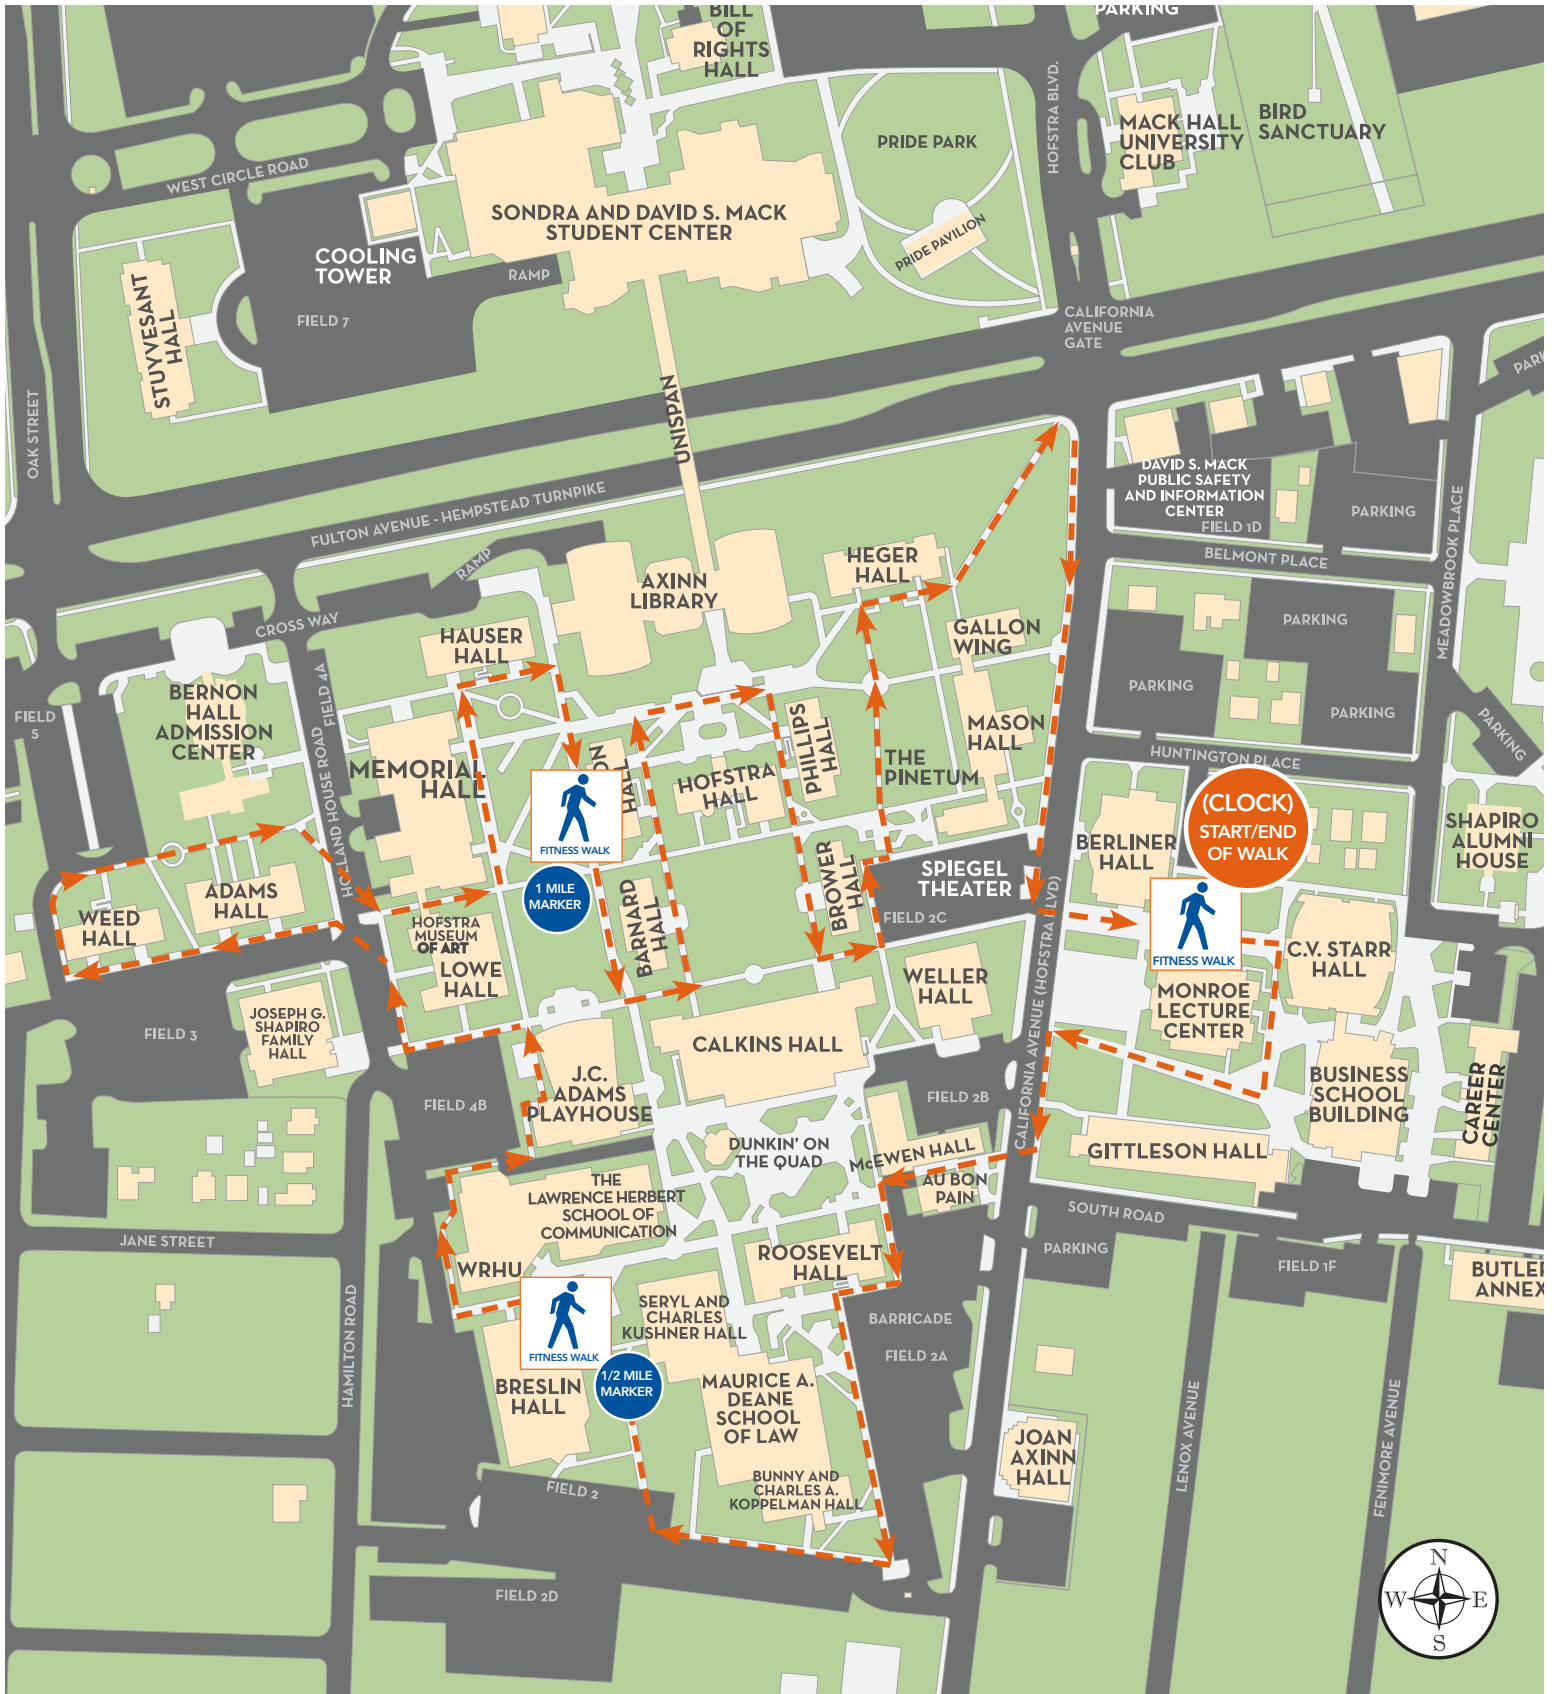 BILL
OF
RIGHTS
HALL
PARKING
HOFSTRA BLVD.
MACK HALL
UNIVERSITY
CLUB
BIRD
SANCTUARY
PRIDE PARK
PRIDE PAVILION
WEST CIRCLE ROAD
SONDRA AND DAVID S. MACK
STUDENT CENTER
COOLING
TOWER
RAMP
FIELD 7
STUYVESANT
HALL
CALIFORNIA
AVENUE
GATE
OAK STREET
UNISPAN
FULTON AVENUE - HEMPSTEAD TURNPIKE
DAVID S. MACK
PUBLIC SAFETY
AND INFORMATION
CENTER
FIELD 1D
PARKING
BELMONT PLACE
MEADOWBROOK PLACE
RAMP
AXINN
LIBRARY
HEGER
HALL
CROSS WAY
HAUSER
HALL
GALLON
WING
PARKING
PARKING
PARKING
PARKING
BERNON
HALL
ADMISSION
CENTER
FIELD
5
FIELD 4A
HOLLAND HOUSE ROAD
MEMORIAL
HALL
HALL
HOFSTRA
HALL
PHILLIPS
HALL
THE
PINETUM
MASON
HALL
HUNTINGTON PLACE
(CLOCK)
START/END
OF WALK
BERLINER
HALL
SHAPIRO
ALUMNI
HOUSE
FITNESS WALK
1 MILE
MARKER
SPIEGEL
THEATER
BROWER
HALL
FIELD 2C
ADAMS
HALL
WEED
HALL
HOFSTRA
MUSEUM
OF ART
LOWE
HALL
BARNARD
HALL
FITNESS WALK
C.V. STARR
HALL
WELLER
HALL
MONROE
LECTURE
CENTER
CALIFORNIA AVENUE (HOFSTRA BLVD)
FIELD 3
JOSEPH G.
SHAPIRO
FAMILY
HALL
CALKINS HALL
J.C.
ADAMS
PLAYHOUSE
FIELD 4B
FIELD 2B
BUSINESS
SCHOOL
BUILDING
CAREER
CENTER
DUNKIN' ON
THE QUAD
McEWEN HALL
AU BON
PAIN
GITTLESON HALL
THE
LAWRENCE HERBERT
SCHOOL OF
COMMUNICATION
SOUTH ROAD
JANE STREET
WRHU
ROOSEVELT
HALL
PARKING
FIELD 1F
BUTLER
ANNEX
HAMILTON ROAD
FITNESS WALK
SERYL AND
CHARLES
KUSHNER HALL
BARRICADE
FIELD 2A
1/2 MILE
MARKER
BRESLIN
HALL
MAURICE A.
DEANE
SCHOOL
OF LAW
BUNNY AND
CHARLES A.
KOPPELMAN HALL
FIELD 2
JOAN
AXINN
HALL
LENOX AVENUE
FENIMORE AVENUE
FIELD 2D
N
W
E
S